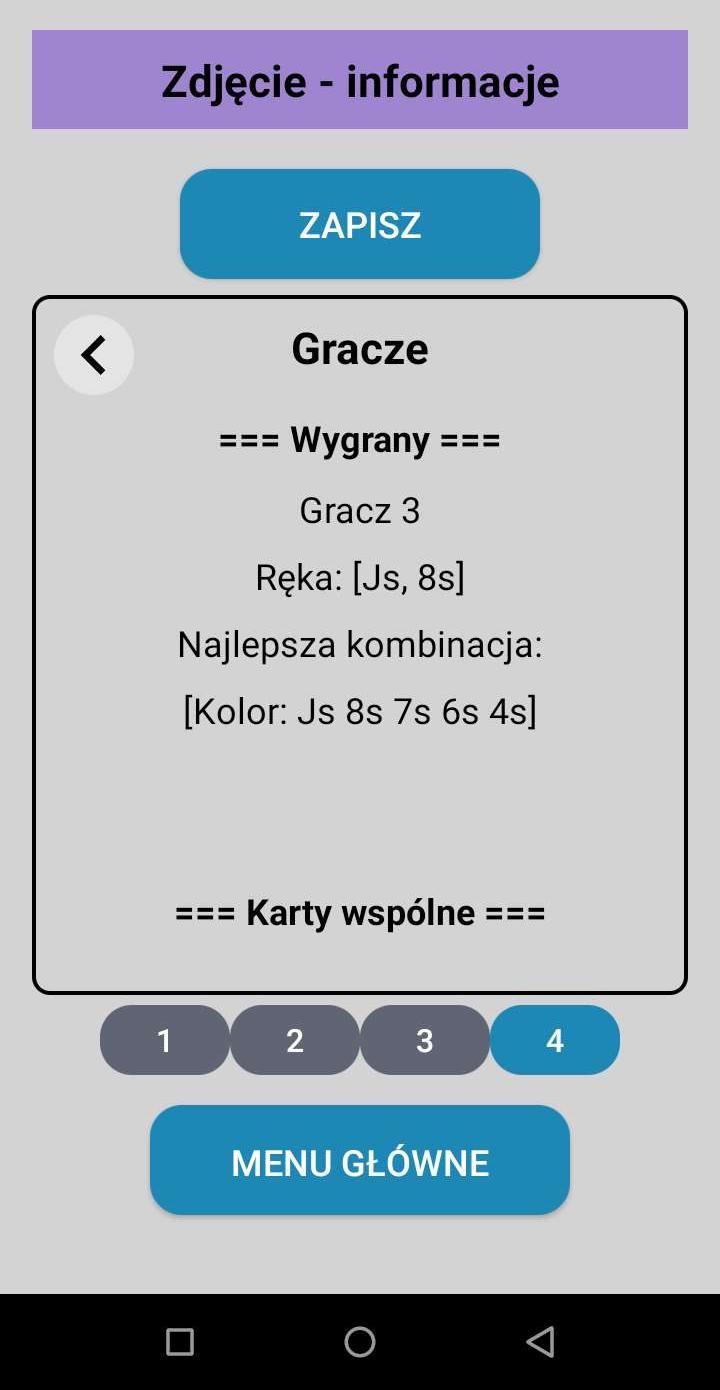 Zdjęcie - informacje
ZAPISZ
Gracze
=== Wygrany ===
Gracz 3
Ręka: [Js, 8s]
Najlepsza kombinacja:
[Kolor: Js 8s 7s 6s 4s]
=== Karty wspólne ===
1 2 3 4
MENU GŁÓWNE